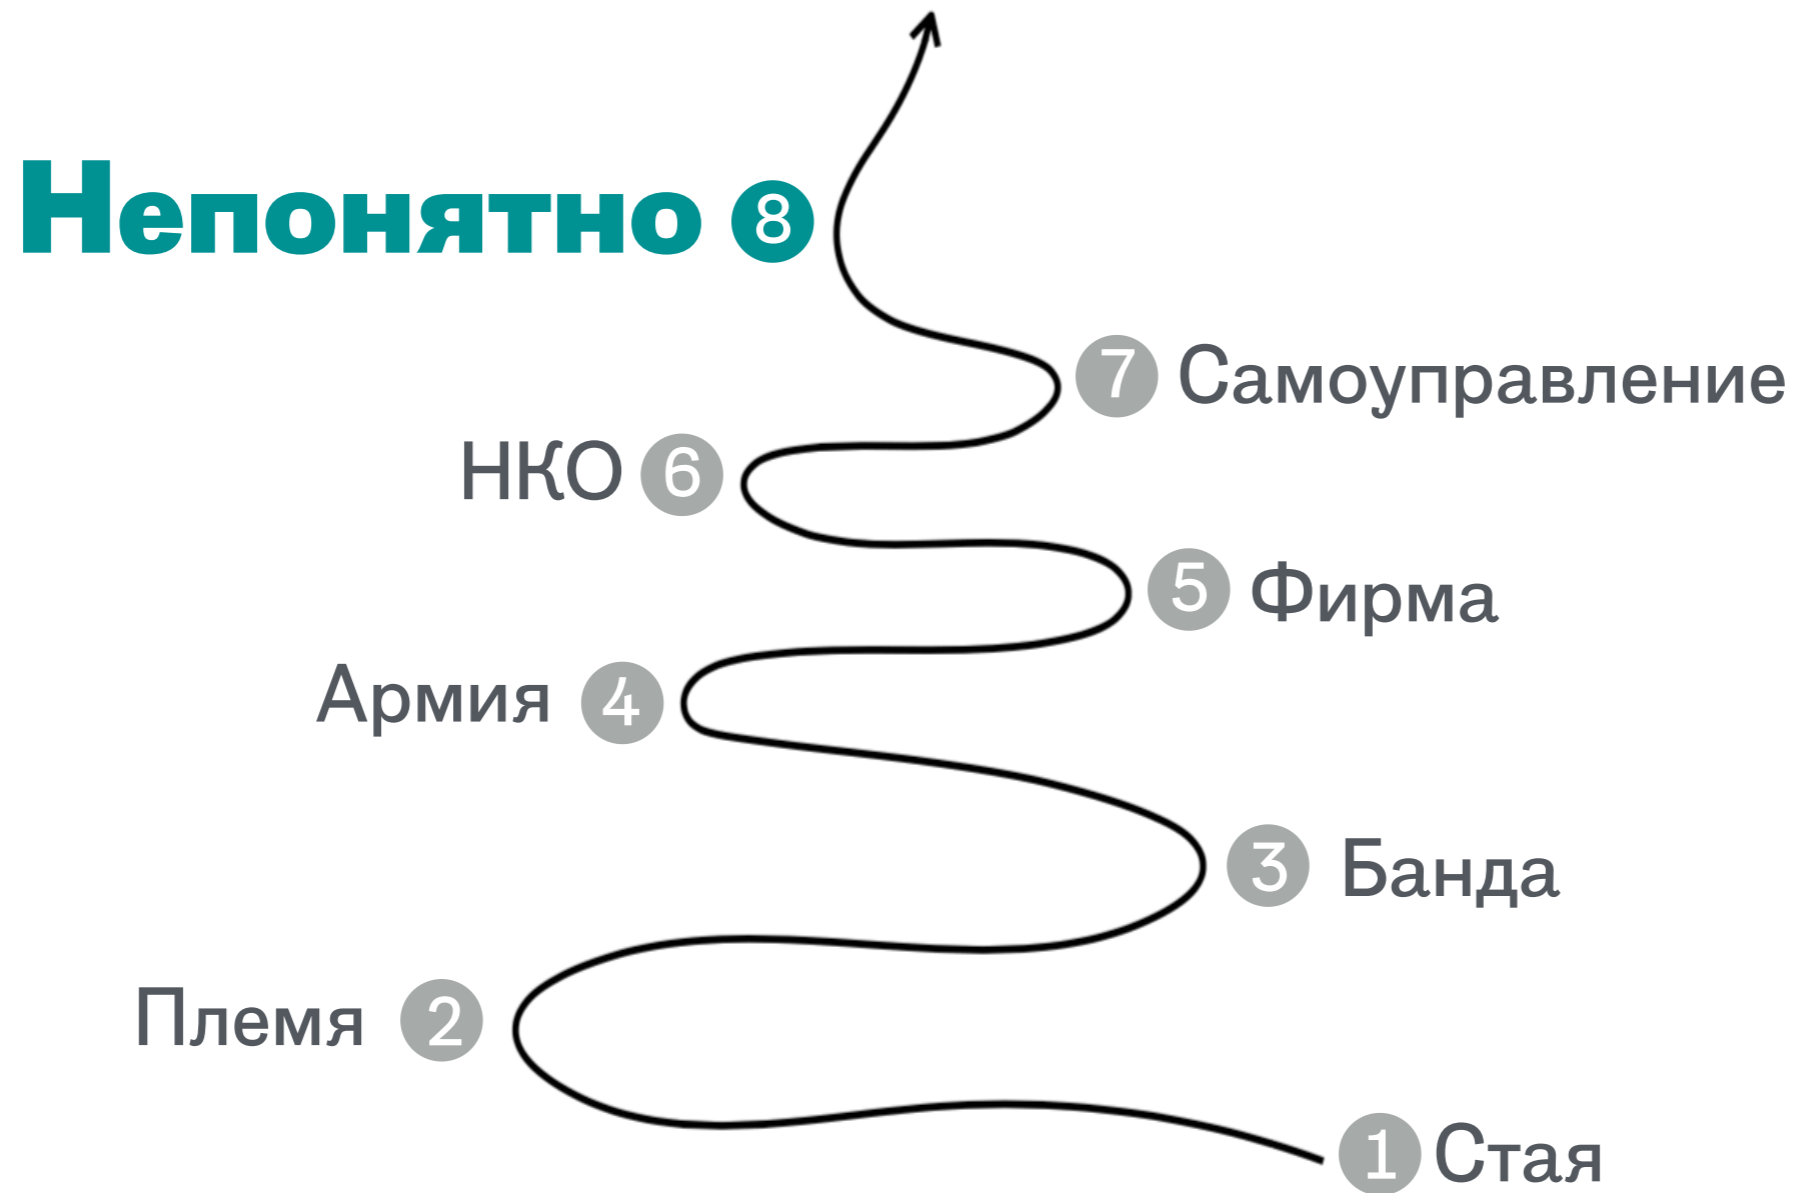 Непонятно 8
7 Самоуправление
НКО 6
5 Фирма
Армия 4
3 Банда
Племя 2
1 Стая